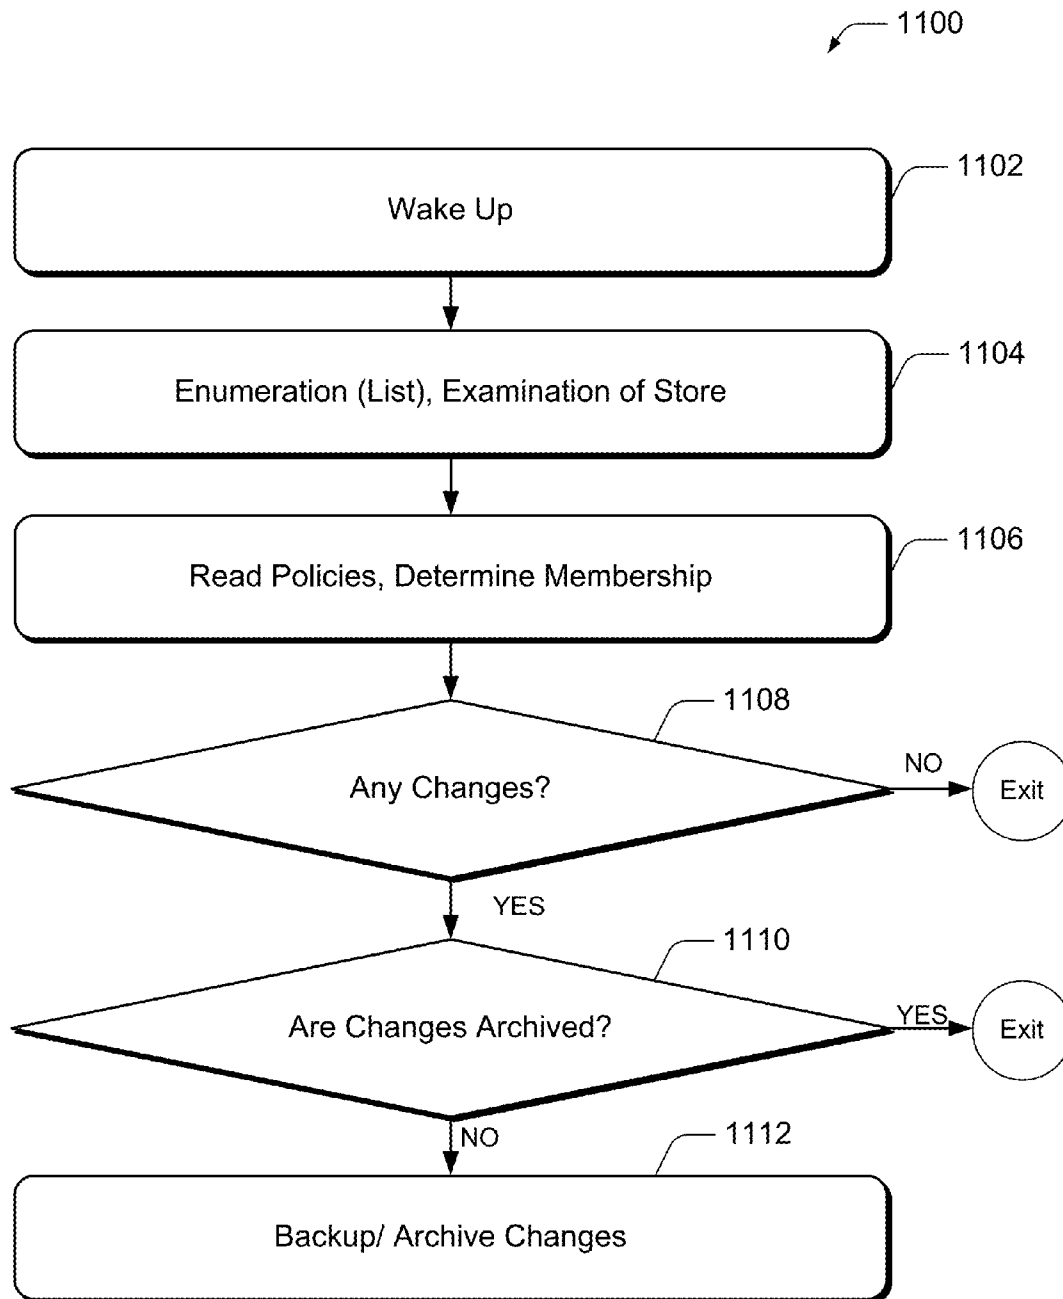 1100
1102
Wake Up
1104
Enumeration (List), Examination of Store
1106
Read Policies, Determine Membership
1108
Any Changes?
NO
Exit
YES
1110
Are Changes Archived?
YES
Exit
NO
1112
Backup/ Archive Changes